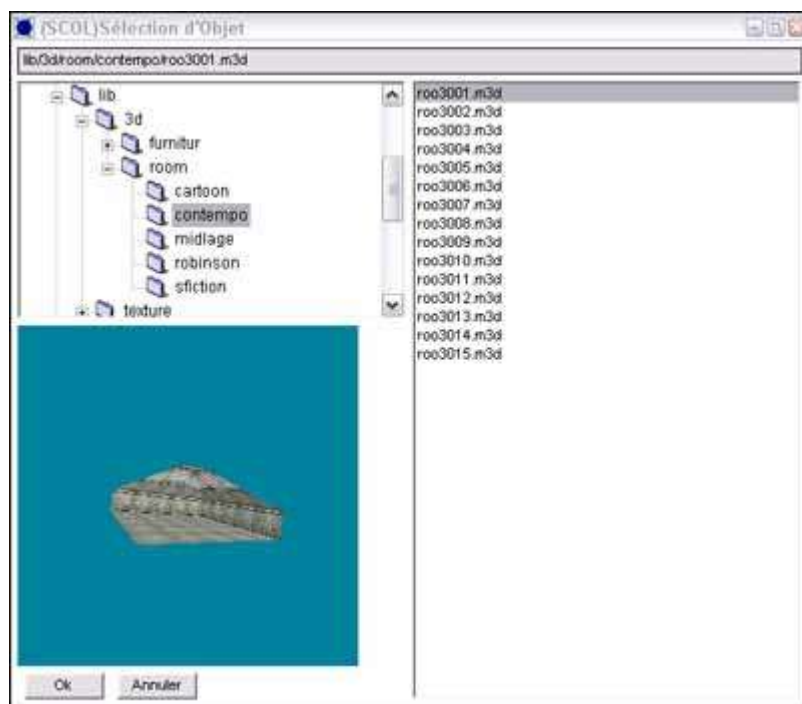 (SCOL)Sélection d'Objet
lib/3d/room/contempo/roo3001.m3d
lib
3d
furnitur
room
cartoon
contempo
midlage
robinson
sfiction
texture
roo3001.m3d
roo3002.m3d
roo3003.m3d
roo3004.m3d
roo3005.m3d
roo3006.m3d
roo3007.m3d
roo3008.m3d
roo3009.m3d
roo3010.m3d
roo3011.m3d
roo3012.m3d
roo3013.m3d
roo3014.m3d
roo3015.m3d
Ok
Annuler